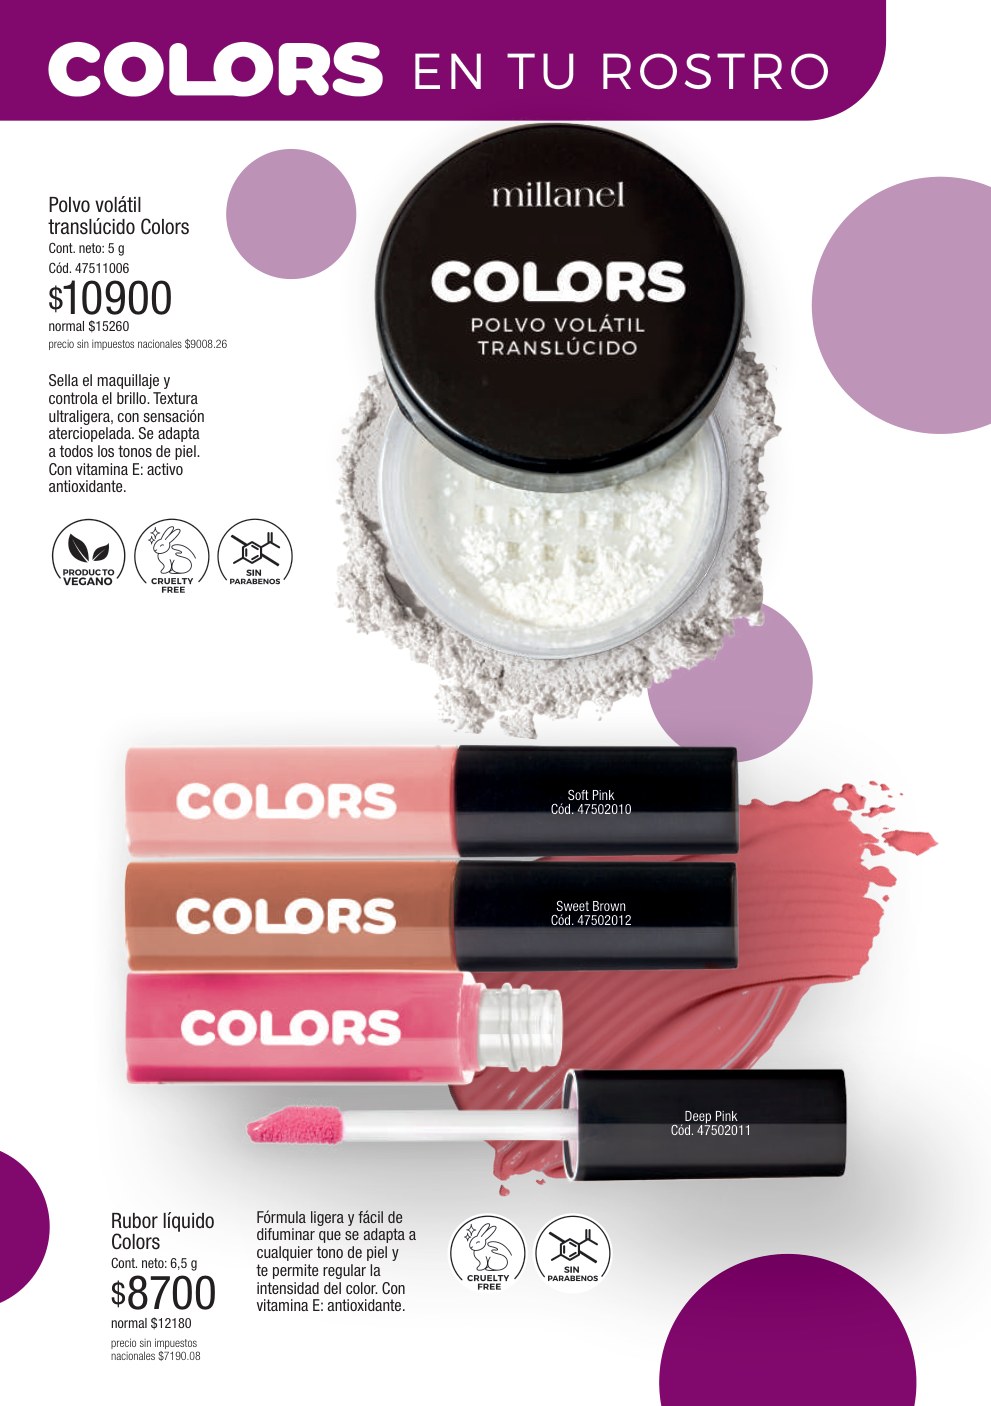 COLORS EN TU ROSTRO
millanel
COLORS
POLVO VOLÁTIL
TRANSLÚCIDO
Polvo volátil
translúcido Colors
Cont. neto: 5 g
Cód. 47511006
$10900
normal $15260
precio sin impuestos nacionales $9008.26
Sella el maquillaje y
controla el brillo. Textura
ultraligera, con sensación
aterciopelada. Se adapta
a todos los tonos de piel.
Con vitamina E: activo
antioxidante.
PRODUCTO
VEGANO
CRUELTY
FREE
SIN
PARABENOS
COLORS
Soft Pink
Cód. 47502010
COLORS
Sweet Brown
Cód. 47502012
COLORS
Deep Pink
Cód. 47502011
Rubor líquido
Colors
Cont. neto: 6,5 g
$8700
normal $12180
precio sin impuestos
nacionales $7190.08
Fórmula ligera y fácil de
difuminar que se adapta a
cualquier tono de piel y
te permite regular la
intensidad del color. Con
vitamina E: antioxidante.
CRUELTY
FREE
SIN
PARABENOS